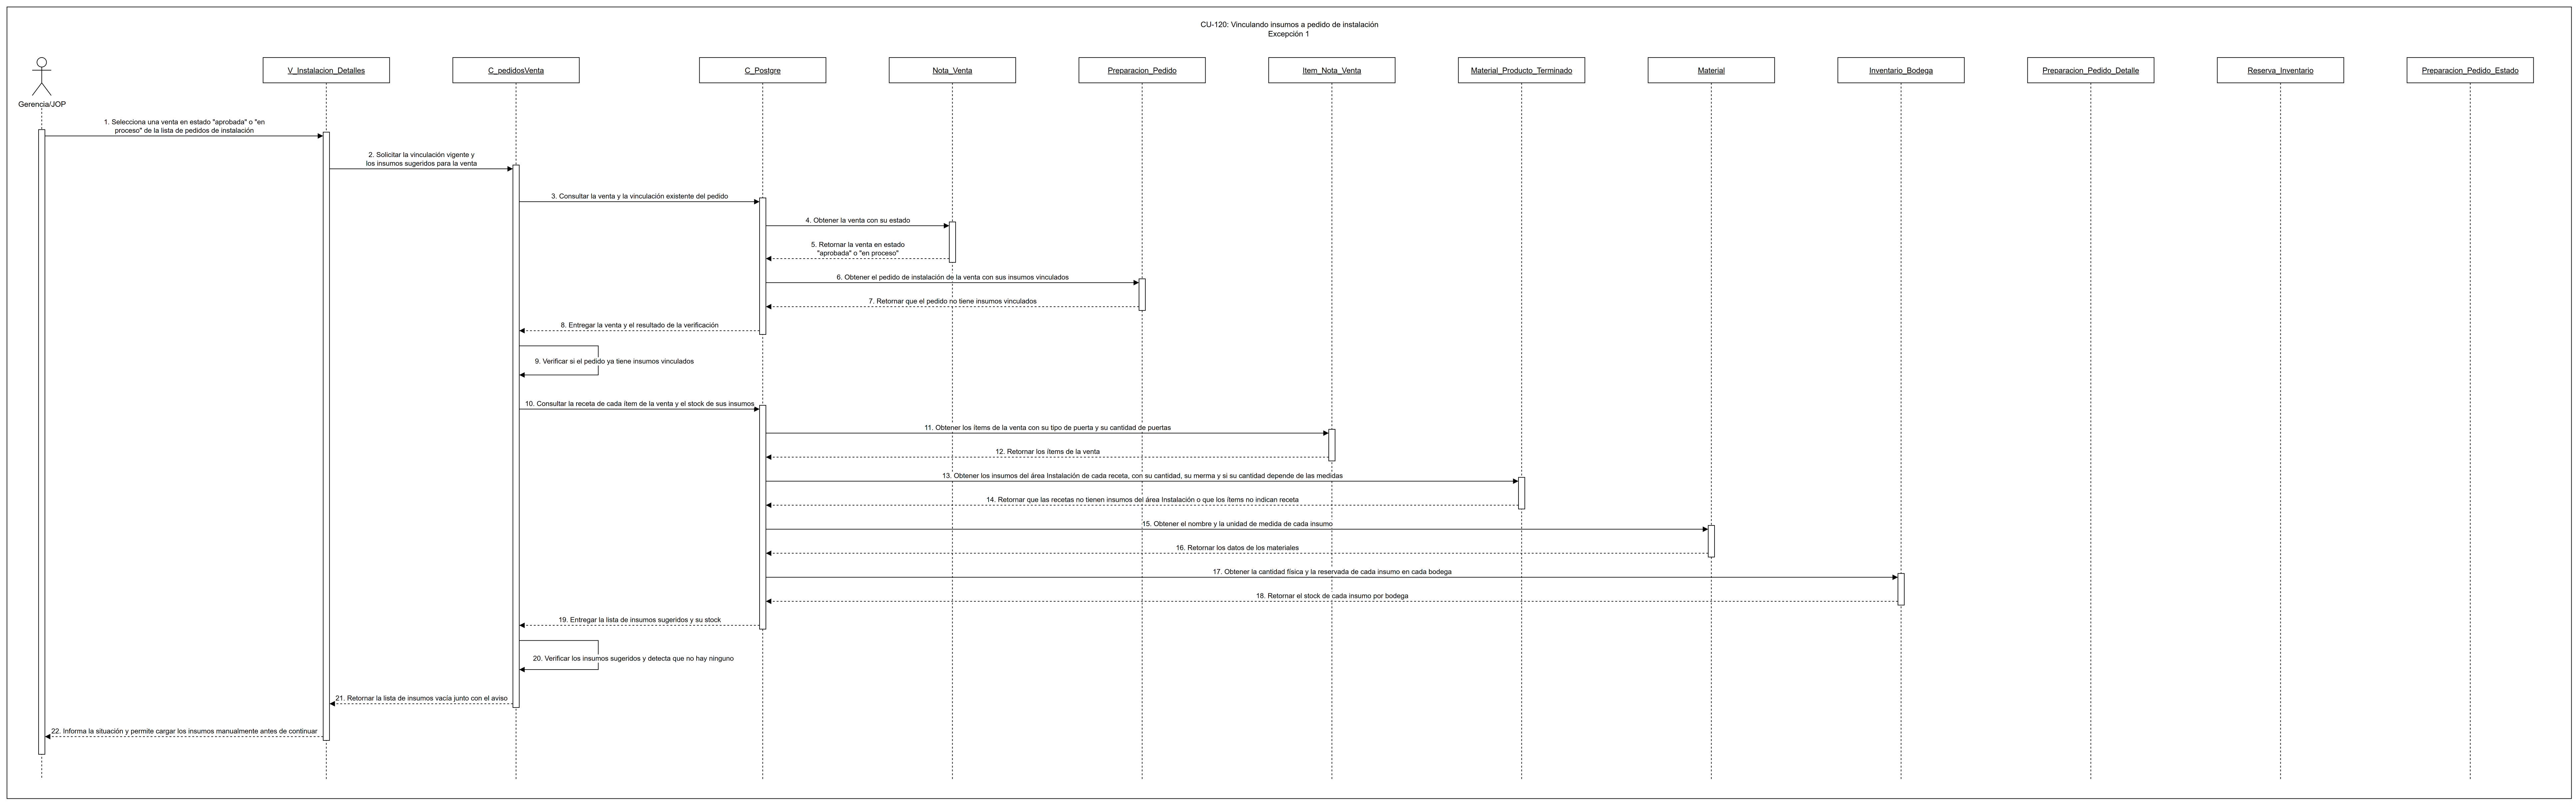 CU-120: Vinculando insumos a pedido de instalación
Excepción 1
Gerencia/JOP
V_Instalacion_Detalles
C_pedidosVenta
C_Postgre
Nota_Venta
Preparacion_Pedido
Item_Nota_Venta
Material_Producto_Terminado
Material
Inventario_Bodega
Preparacion_Pedido_Detalle
Reserva_Inventario
Preparacion_Pedido_Estado
1. Selecciona una venta en estado "aprobada" o "en
proceso" de la lista de pedidos de instalación
2. Solicitar la vinculación vigente y
los insumos sugeridos para la venta
3. Consultar la venta y la vinculación existente del pedido
4. Obtener la venta con su estado
5. Retornar la venta en estado
"aprobada" o "en proceso"
6. Obtener el pedido de instalación de la venta con sus insumos vinculados
7. Retornar que el pedido no tiene insumos vinculados
8. Entregar la venta y el resultado de la verificación
9. Verificar si el pedido ya tiene insumos vinculados
10. Consultar la receta de cada ítem de la venta y el stock de sus insumos
11. Obtener los ítems de la venta con su tipo de puerta y su cantidad de puertas
12. Retornar los ítems de la venta
13. Obtener los insumos del área Instalación de cada receta, con su cantidad, su merma y si su cantidad depende de las medidas
14. Retornar que las recetas no tienen insumos del área Instalación o que los ítems no indican receta
15. Obtener el nombre y la unidad de medida de cada insumo
16. Retornar los datos de los materiales
17. Obtener la cantidad física y la reservada de cada insumo en cada bodega
18. Retornar el stock de cada insumo por bodega
19. Entregar la lista de insumos sugeridos y su stock
20. Verificar los insumos sugeridos y detecta que no hay ninguno
21. Retornar la lista de insumos vacía junto con el aviso
22. Informa la situación y permite cargar los insumos manualmente antes de continuar